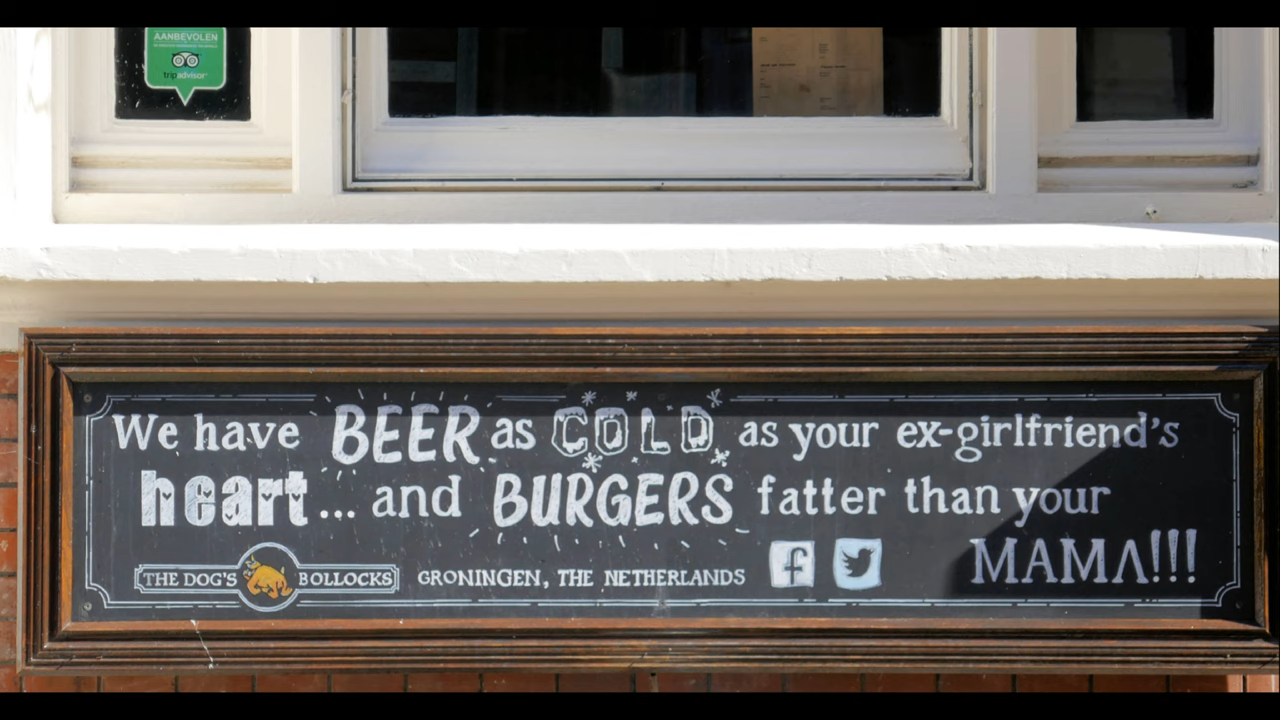 AANBEVOLEN
tripadvisor
We have BEER as COLD as your ex-girlfriend's
heart... and BURGERS fatter than your
MAMA!!!
THE DOG'S BOLLOCKS GRONINGEN, THE NETHERLANDS